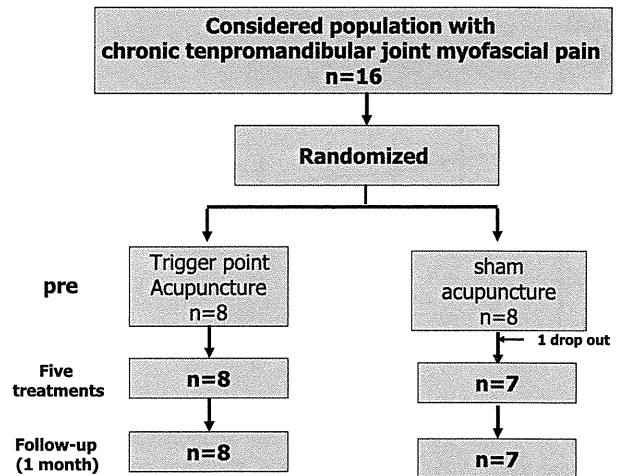 Considered population with
chronic tenpromandibular joint myofascial pain
n=16
Randomized
pre
Trigger point
Acupuncture
n=8
sham
acupuncture
n=8
1 drop out
Five
treatments
n=8
n=7
Follow-up
(1 month)
n=8
n=7